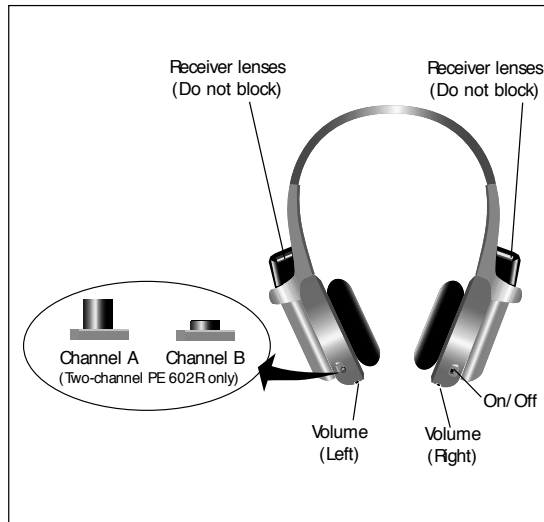 Receiver lenses
(Do not block)
Receiver lenses
(Do not block)
Channel A
Channel B
(Two-channel PE 602R only)
On/Off
Volume
(Left)
Volume
(Right)